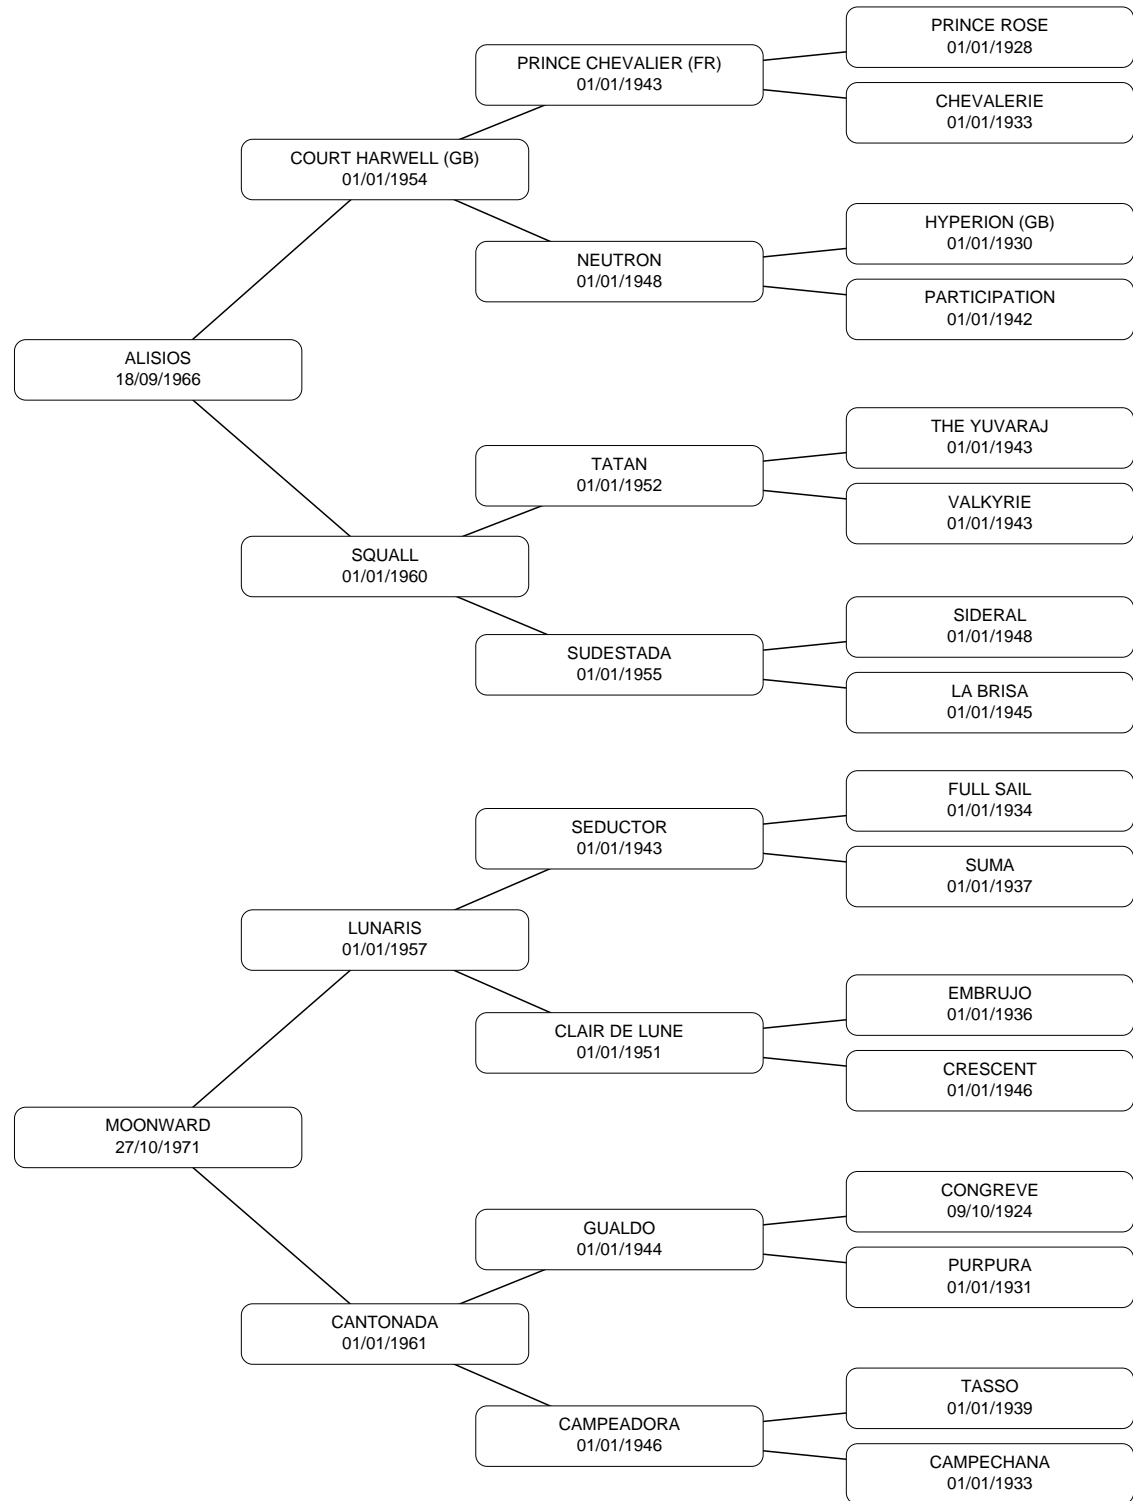 PRINCE ROSE
01/01/1928
PRINCE CHEVALIER (FR)
01/01/1943
CHEVALERIE
01/01/1933
COURT HARWELL (GB)
01/01/1954
HYPERION (GB)
01/01/1930
NEUTRON
01/01/1948
PARTICIPATION
01/01/1942
ALISIOS
18/09/1966
THE YUVARAJ
01/01/1943
TATAN
01/01/1952
VALKYRIE
01/01/1943
SQUALL
01/01/1960
SIDERAL
01/01/1948
SUDESTADA
01/01/1955
LA BRISA
01/01/1945
FULL SAIL
01/01/1934
SEDUCTOR
01/01/1943
SUMA
01/01/1937
LUNARIS
01/01/1957
EMBRUJO
01/01/1936
CLAIR DE LUNE
01/01/1951
CRESCENT
01/01/1946
MOONWARD
27/10/1971
CONGREVE
09/10/1924
GUALDO
01/01/1944
PURPURA
01/01/1931
CANTONADA
01/01/1961
TASSO
01/01/1939
CAMPEADORA
01/01/1946
CAMPECHANA
01/01/1933